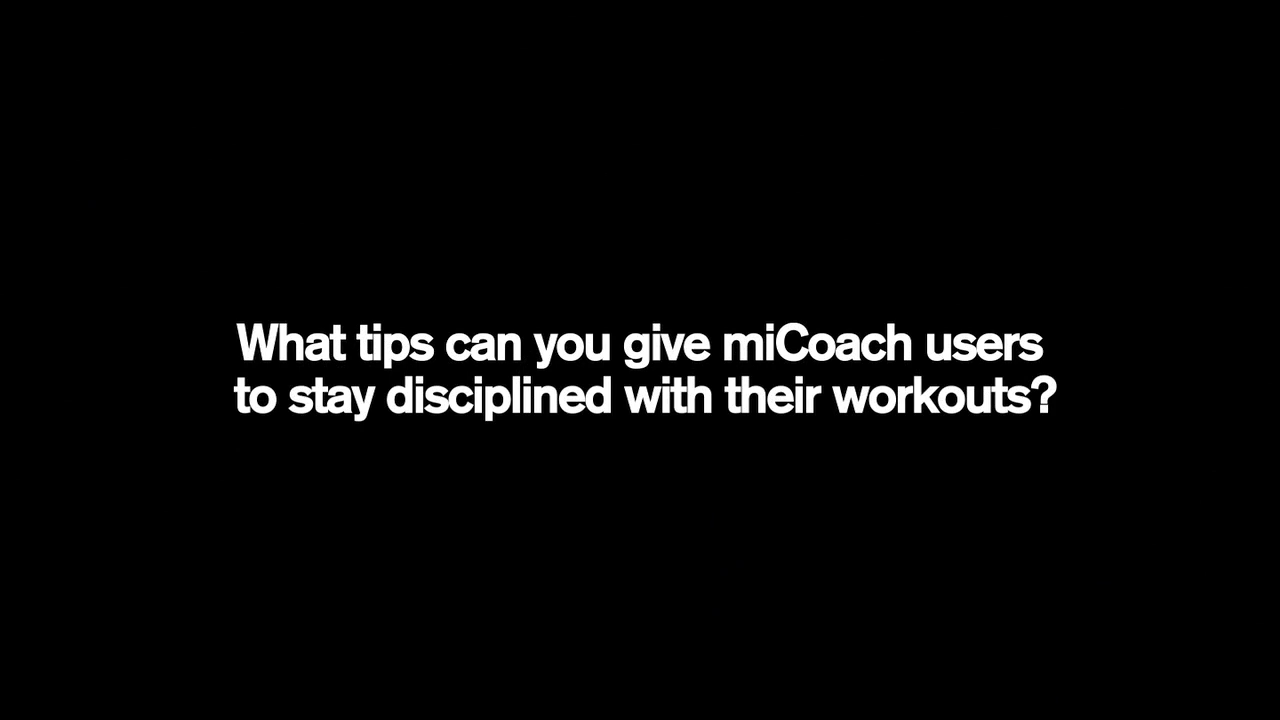 What tips can you give miCoach users
to stay disciplined with their workouts?